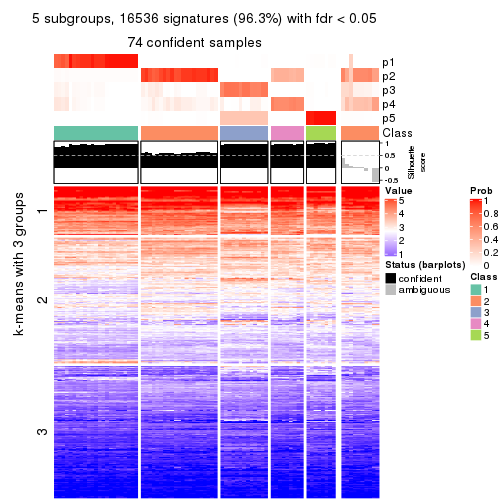 5 subgroups, 16536 signatures (96.3%) with fdr < 0.05
74 confident samples
p1
p2
p3
p4
p5
Class
1
0.5
0
-0.5
Silhouette
score
k-means with 3 groups
1
2
3
Value
5
4
3
2
1
Status (barplots)
confident
ambiguous
Prob
1
0.8
0.6
0.4
0.2
0
Class
1
2
3
4
5